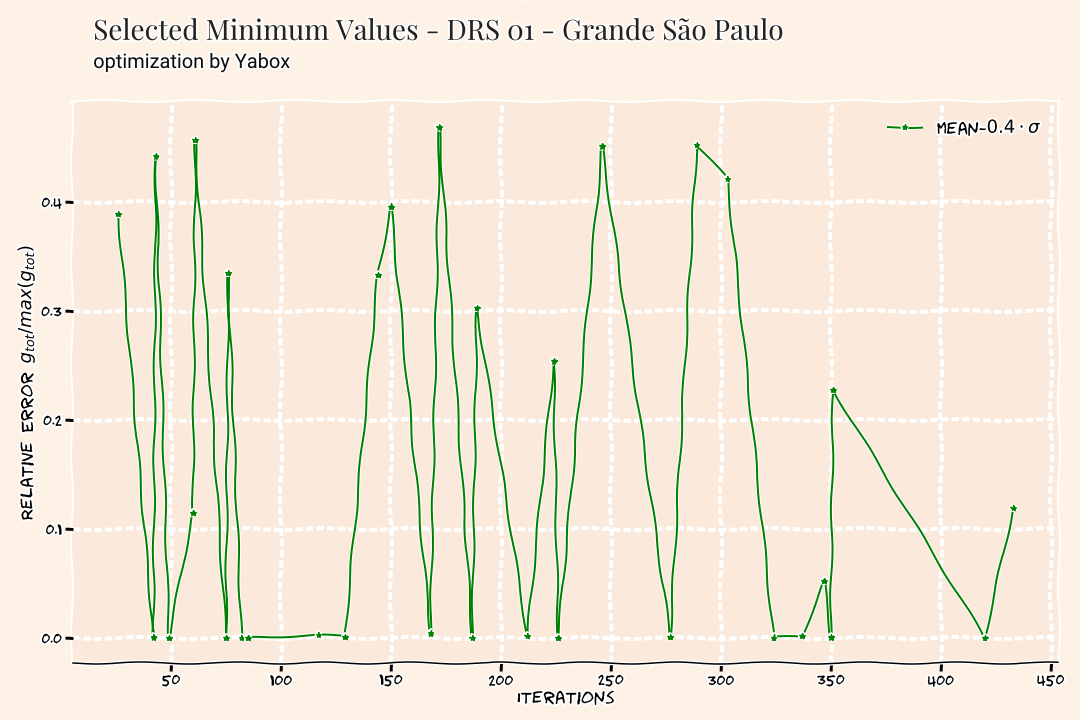 Selected Minimum Values - DRS 01 - Grande São Paulo
optimization by Yabox
MEAN-0.4 · σ
0.4
0.3
0.2
0.1
0.0
RELATIVE ERROR g_tot/max(g_tot)
50 100 150 200 250 300 350 400 450
ITERATIONS